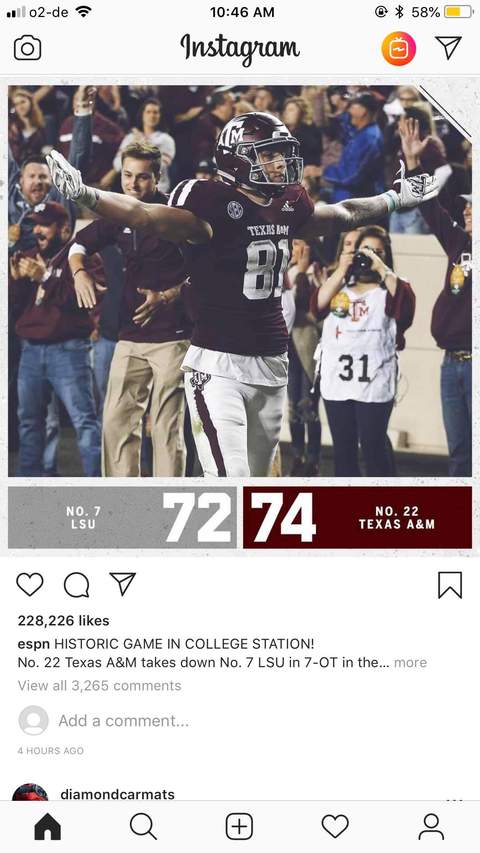 o2-de 10:46 AM 58%
Instagram
TEXAS A&M
81
31
NO. 7
LSU
72 74
NO. 22
TEXAS A&M
228,226 likes
espn HISTORIC GAME IN COLLEGE STATION!
No. 22 Texas A&M takes down No. 7 LSU in 7-OT in the... more
View all 3,265 comments
Add a comment...
4 HOURS AGO
diamondcarmats